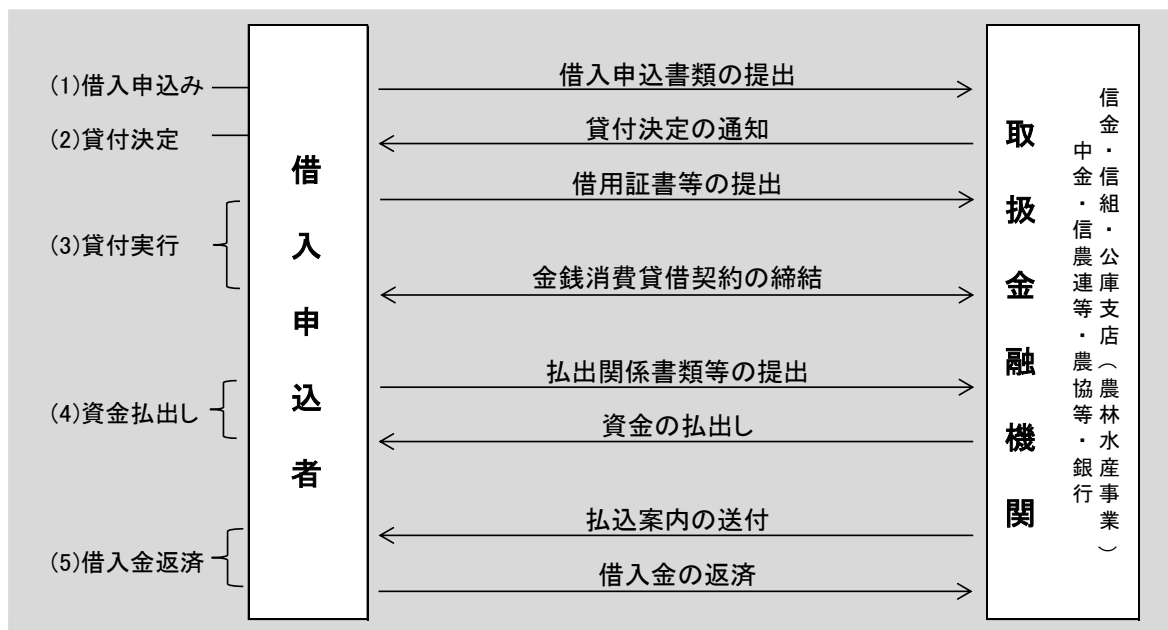 (1)借入申込み
(2)貸付決定
(3)貸付実行
(4)資金払出し
(5)借入金返済
借入申込者
借入申込書類の提出
貸付決定の通知
借用証書等の提出
金銭消費貸借契約の締結
払出関係書類等の提出
資金の払出し
払込案内の送付
借入金の返済
取扱金融機関
信金・信組・公庫支店（農林水産事業）
中金・信農連等・農協等・銀行